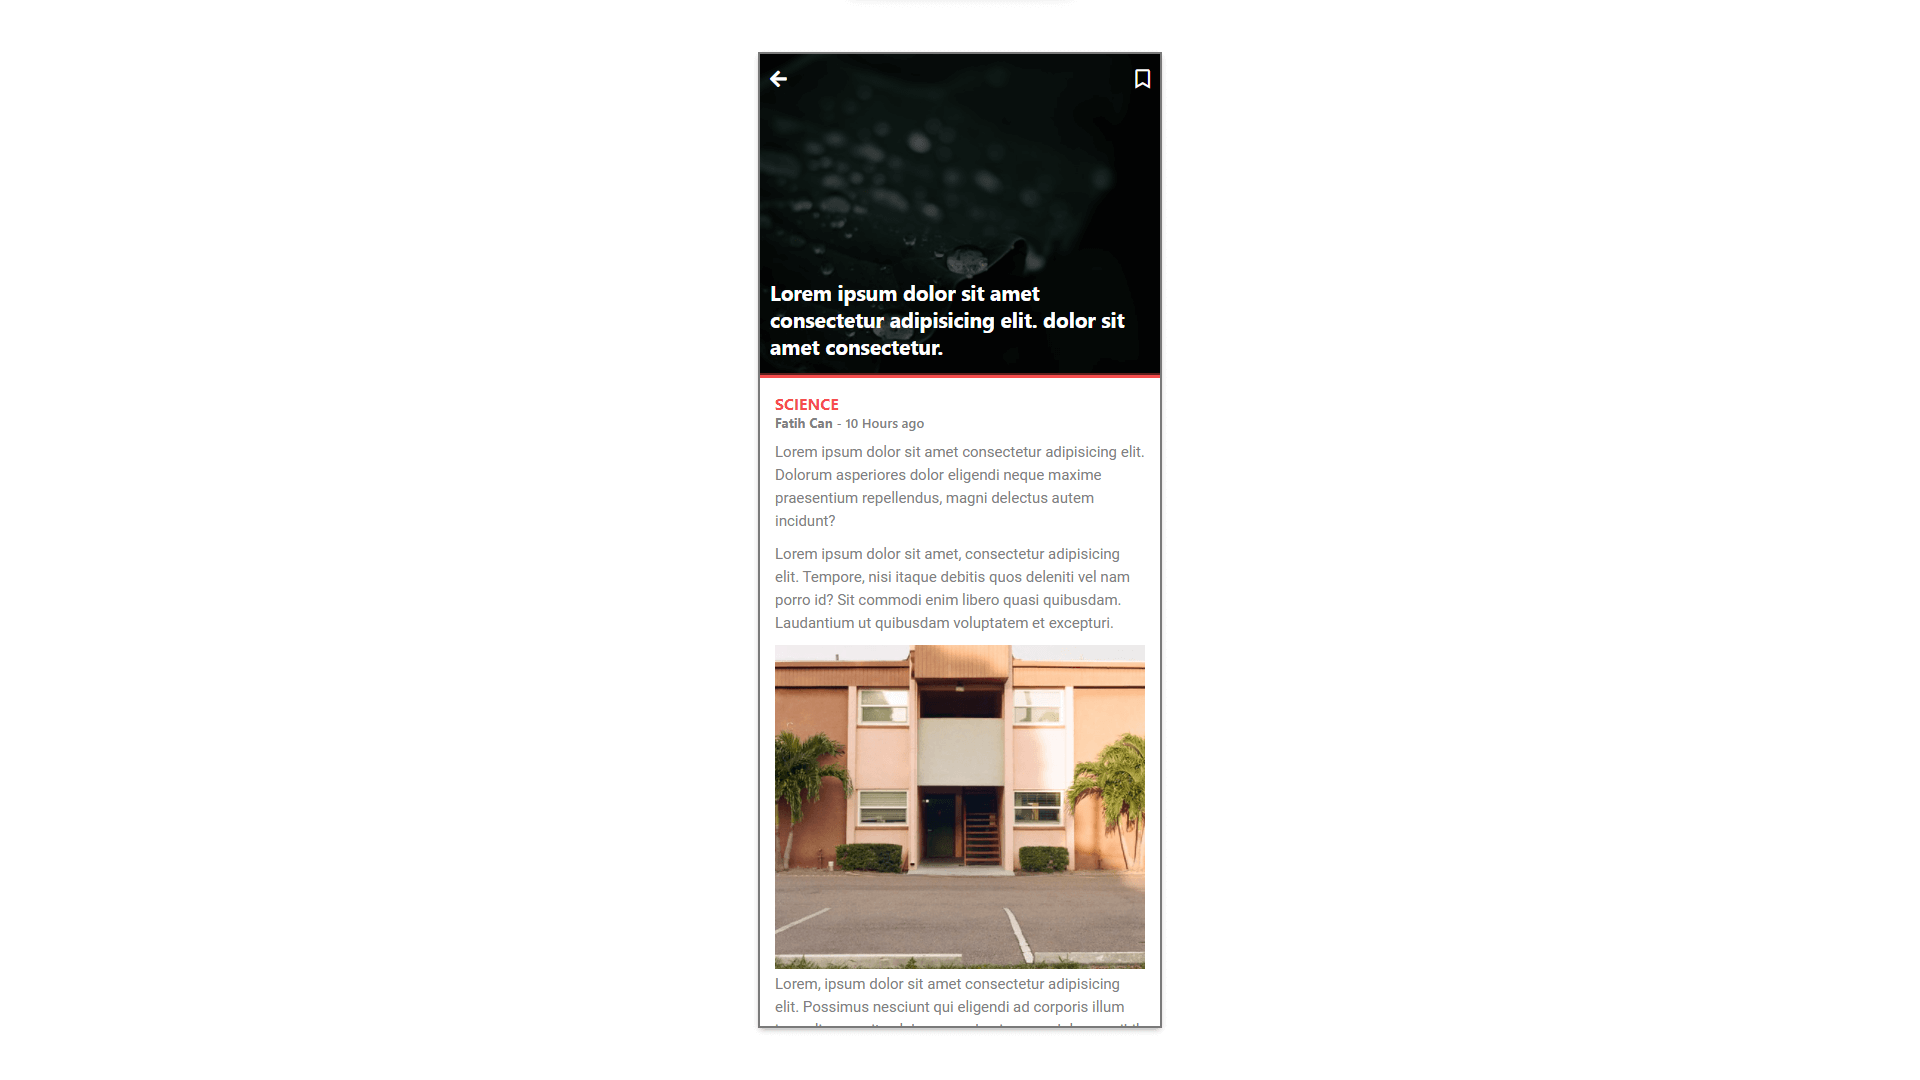 Lorem ipsum dolor sit amet
consectetur adipisicing elit. dolor sit
amet consectetur.
SCIENCE
Fatih Can - 10 Hours ago
Lorem ipsum dolor sit amet consectetur adipisicing elit.
Dolorum asperiores dolor eligendi neque maxime
praesentium repellendus, magni delectus autem
incidunt?
Lorem ipsum dolor sit amet, consectetur adipisicing
elit. Tempore, nisi itaque debitis quos deleniti vel nam
porro id? Sit commodi enim libero quasi quibusdam.
Laudantium ut quibusdam voluptatem et excepturi.
Lorem, ipsum dolor sit amet consectetur adipisicing
elit. Possimus nesciunt qui eligendi ad corporis illum